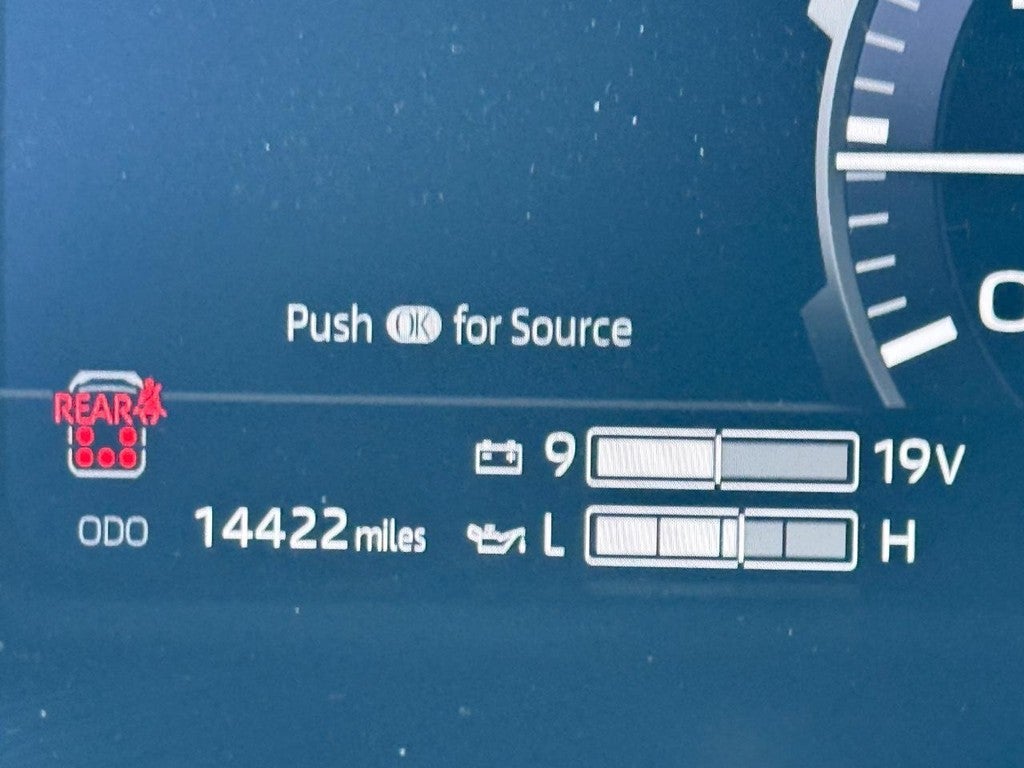 Push OK for Source
REAR
9 19V
ODO 14422 miles L H